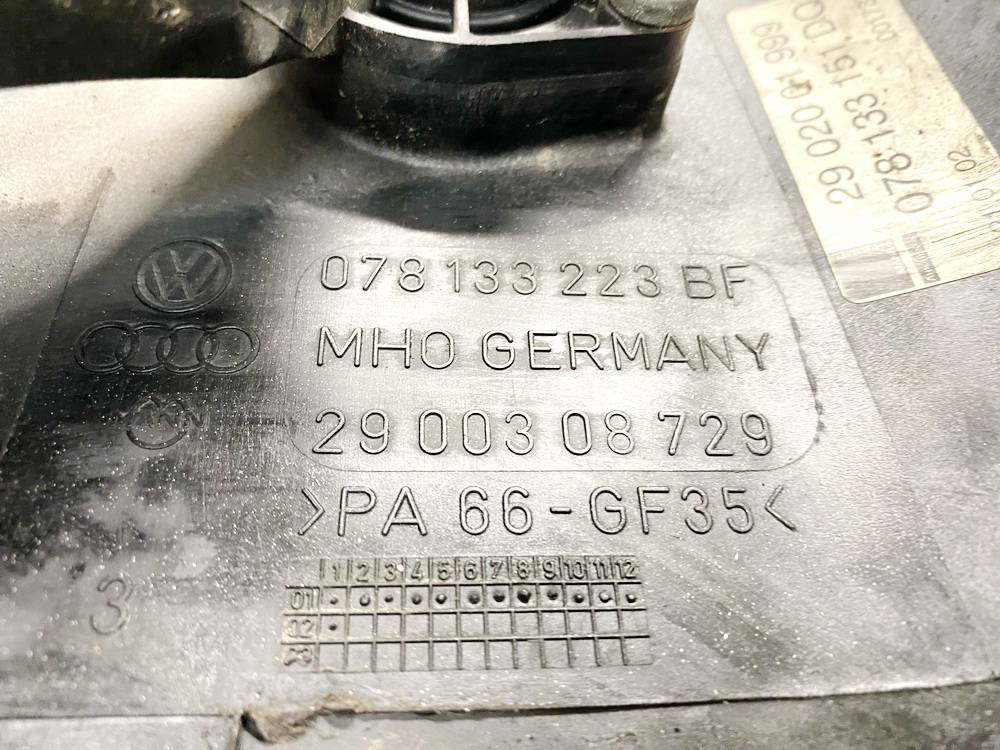 078 133 223 BF
MHO GERMANY
29 003 08 729
>PA 66-GF35<
1 2 3 4 5 6 7 8 9 10 11 12
01
02
3
078 133 151 DQ